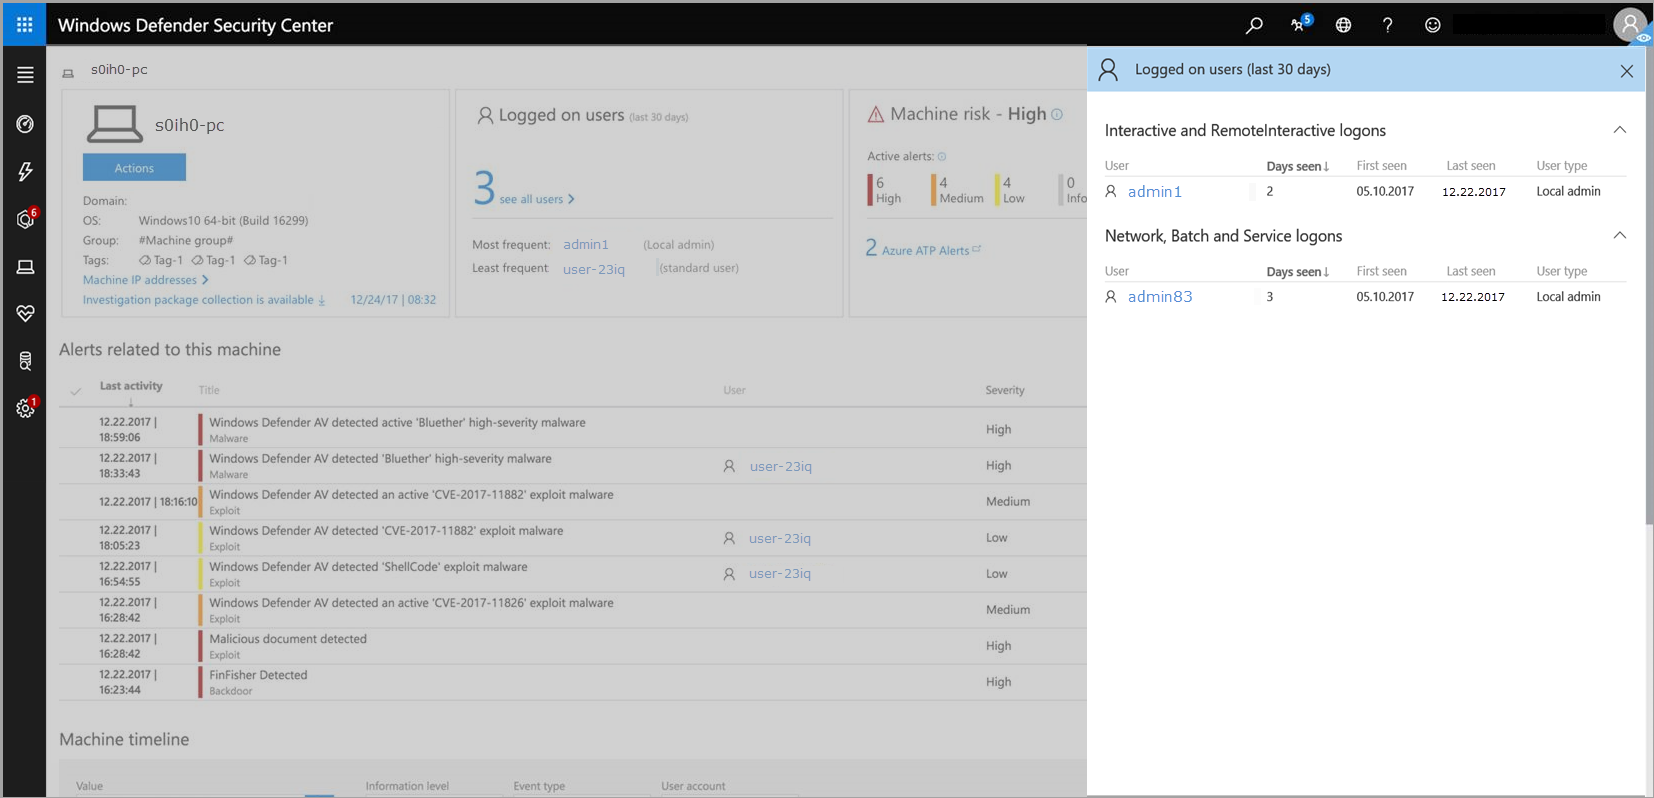 Windows Defender Security Center
5
?
s0ih0-pc
s0ih0-pc
Actions
Domain:
OS: Windows10 64-bit (Build 16299)
Group: #Machine group#
Tags: Tag-1 Tag-1 Tag-1
Machine IP addresses
Investigation package collection is available 12/24/17 | 08:32
Logged on users (last 30 days)
3 see all users
Most frequent: admin1 (Local admin)
Least frequent user-23iq (standard user)
Machine risk - High
Active alerts:
6 4 4 0
High Medium Low Info
2 Azure ATP Alerts
6
1
Alerts related to this machine
Last activity Title User Severity
12.22.2017 | 18:59:06 Windows Defender AV detected active 'Bluether' high-severity malware High
Malware
12.22.2017 | 18:33:43 Windows Defender AV detected 'Bluether' high-severity malware user-23iq High
Malware
12.22.2017 | 18:16:10 Windows Defender AV detected an active 'CVE-2017-11882' exploit malware Medium
Exploit
12.22.2017 | 18:05:23 Windows Defender AV detected 'CVE-2017-11882' exploit malware user-23iq Low
Exploit
12.22.2017 | 16:54:55 Windows Defender AV detected 'ShellCode' exploit malware user-23iq Low
Exploit
12.22.2017 | 16:28:42 Windows Defender AV detected an active 'CVE-2017-11826' exploit malware Medium
Exploit
12.22.2017 | 16:28:42 Malicious document detected High
Exploit
12.22.2017 | 16:23:44 FinFisher Detected High
Backdoor
Machine timeline
Value Information level Event type User account
Logged on users (last 30 days)
Interactive and RemoteInteractive logons
User Days seen↓ First seen Last seen User type
admin1 2 05.10.2017 12.22.2017 Local admin
Network, Batch and Service logons
User Days seen↓ First seen Last seen User type
admin83 3 05.10.2017 12.22.2017 Local admin